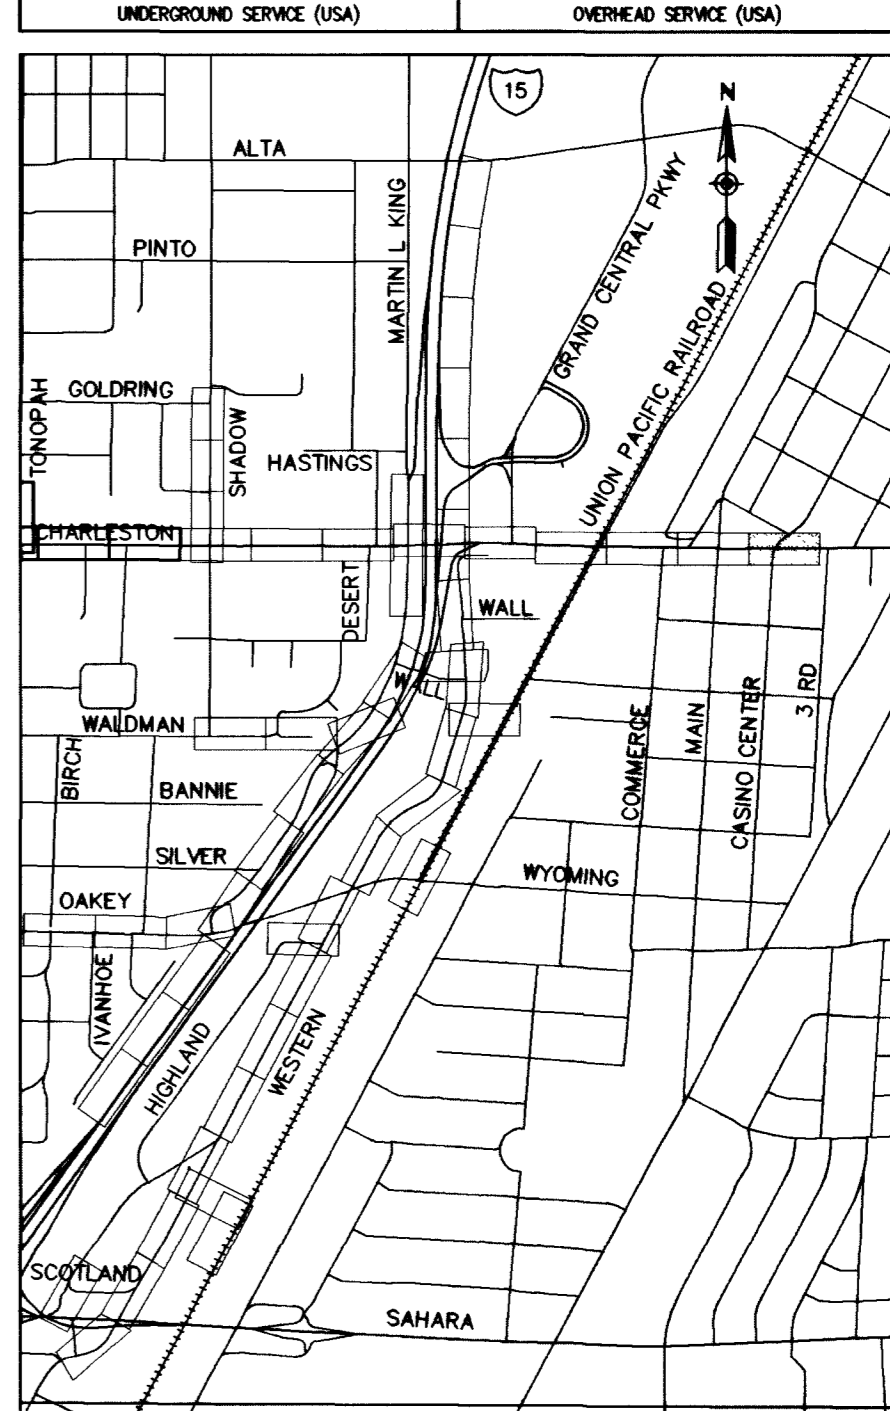 UNDERGROUND SERVICE (USA)
OVERHEAD SERVICE (USA)
15
N
ALTA
MARTIN L KING
GRAND CENTRAL PKWY
PINTO
UNION PACIFIC RAILROAD
TONOPAH
GOLDRING
SHADOW
HASTINGS
CHARLESTON
DESERT
WALL
WALL
3 RD
WALDMAN
COMMERCE
MAIN
CASINO CENTER
BIRCH
BANNIE
SILVER
WYOMING
OAKEY
IVANHOE
HIGHLAND
WESTERN
SCOTLAND
SAHARA